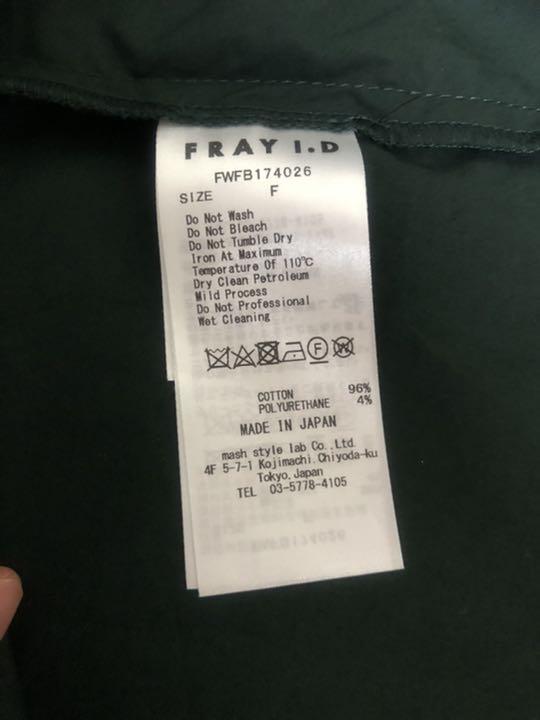 FRAY I.D
FWFB174026
SIZE F
Do Not Wash
Do Not Bleach
Do Not Tumble Dry
Iron At Maximum
Temperature Of 110℃
Dry Clean Petroleum
Mild Process
Do Not Professional
Wet Cleaning
F W
COTTON 96%
POLYURETHANE 4%
MADE IN JAPAN
mash style lab Co.,Ltd.
4F 5-7-1 Kojimachi,Chiyoda-ku
Tokyo,Japan
TEL 03-5778-4105